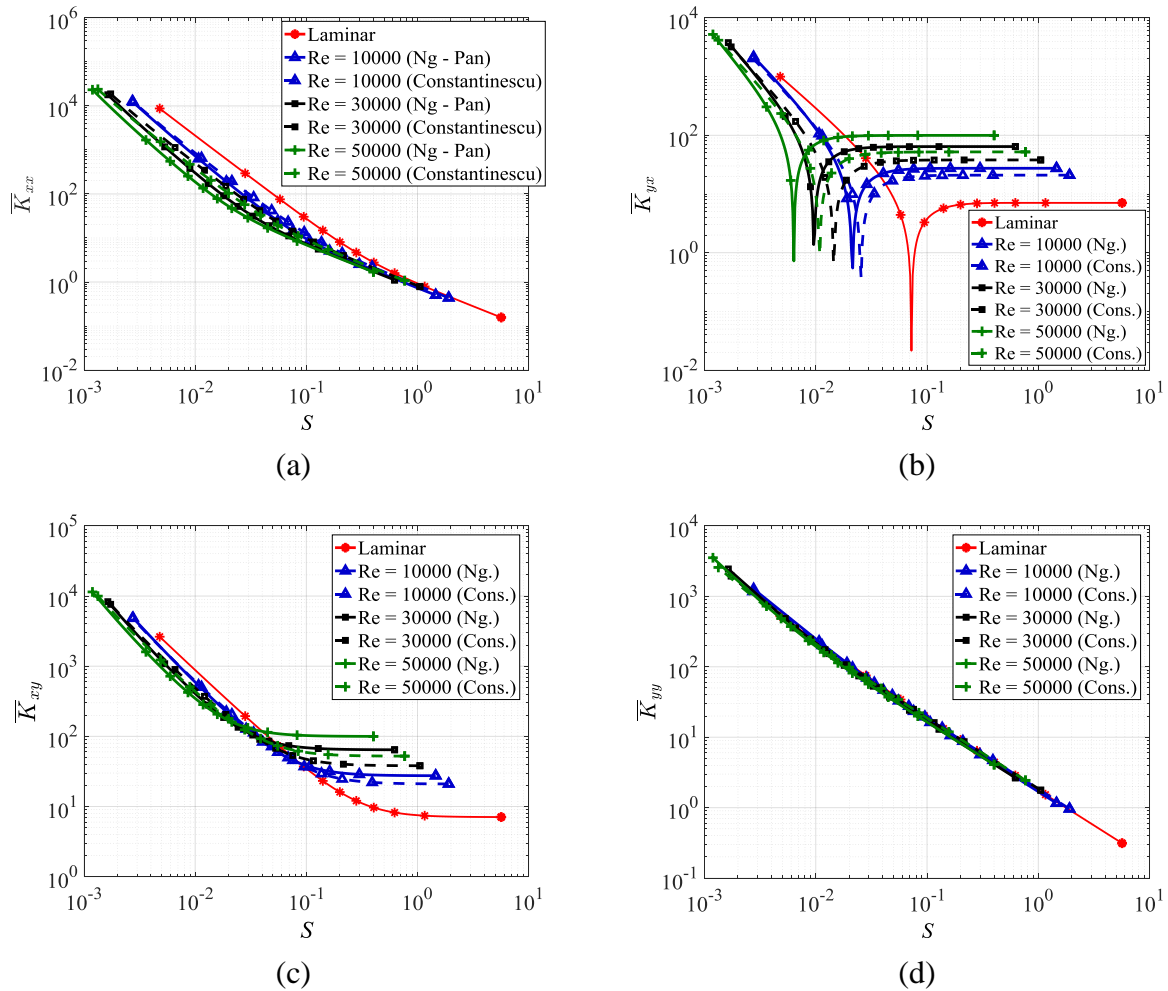 10^6
10^4
10^2
10^0
10^-2
10^-3
10^-2
10^-1
10^0
10^1
K̅xx
S
Laminar
Re = 10000 (Ng - Pan)
Re = 10000 (Constantinescu)
Re = 30000 (Ng - Pan)
Re = 30000 (Constantinescu)
Re = 50000 (Ng - Pan)
Re = 50000 (Constantinescu)
(a)
10^4
10^2
10^0
10^-2
10^-3
10^-2
10^-1
10^0
10^1
K̅yx
S
Laminar
Re = 10000 (Ng.)
Re = 10000 (Cons.)
Re = 30000 (Ng.)
Re = 30000 (Cons.)
Re = 50000 (Ng.)
Re = 50000 (Cons.)
(b)
10^5
10^4
10^3
10^2
10^1
10^0
10^-3
10^-2
10^-1
10^0
10^1
K̅xy
S
Laminar
Re = 10000 (Ng.)
Re = 10000 (Cons.)
Re = 30000 (Ng.)
Re = 30000 (Cons.)
Re = 50000 (Ng.)
Re = 50000 (Cons.)
(c)
10^4
10^3
10^2
10^1
10^0
10^-1
10^-3
10^-2
10^-1
10^0
10^1
K̅yy
S
Laminar
Re = 10000 (Ng.)
Re = 10000 (Cons.)
Re = 30000 (Ng.)
Re = 30000 (Cons.)
Re = 50000 (Ng.)
Re = 50000 (Cons.)
(d)